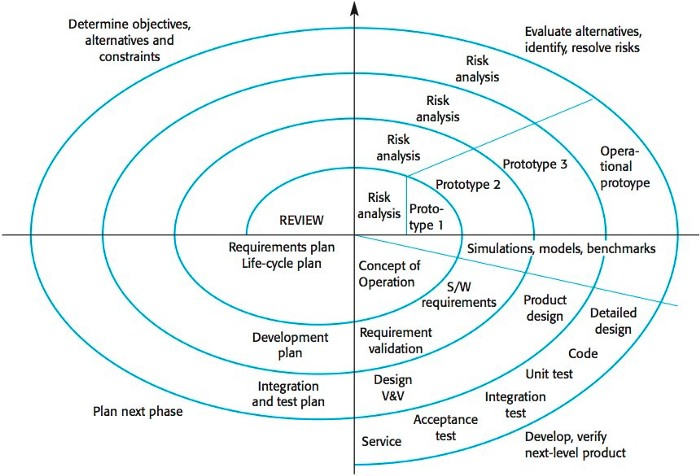 Determine objectives,
alternatives and
constraints
Evaluate alternatives,
identify, resolve risks
Risk
analysis
Risk
analysis
Risk
analysis
Risk
analysis
Proto-
type 1
Prototype 2
Prototype 3
Opera-
tional
protoype
REVIEW
Requirements plan
Life-cycle plan
Simulations, models, benchmarks
Concept of
Operation
S/W
requirements
Product
design
Detailed
design
Development
plan
Requirement
validation
Code
Unit test
Integration
and test plan
Design
V&V
Integration
test
Plan next phase
Acceptance
test
Service
Develop, verify
next-level product